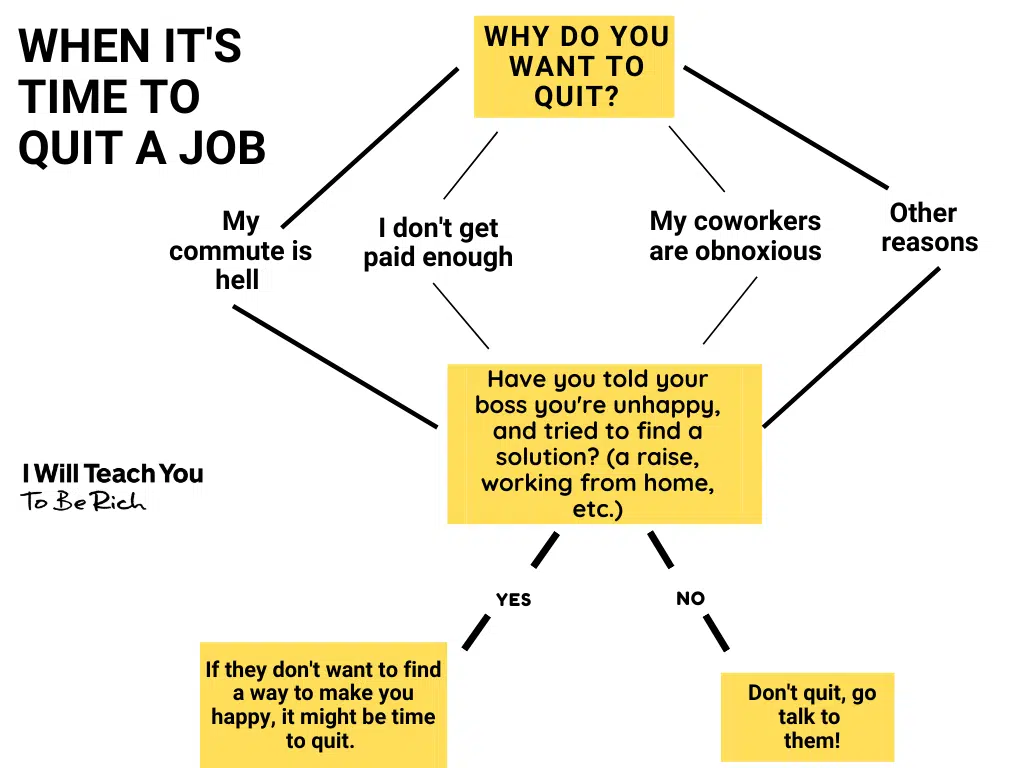 WHEN IT'S
TIME TO
QUIT A JOB
WHY DO YOU
WANT TO
QUIT?
My
commute is
hell
I don't get
paid enough
My coworkers
are obnoxious
Other
reasons
Have you told your
boss you're unhappy,
and tried to find a
solution? (a raise,
working from home,
etc.)
I Will Teach You
To Be Rich
YES
NO
If they don't want to find
a way to make you
happy, it might be time
to quit.
Don't quit, go
talk to
them!